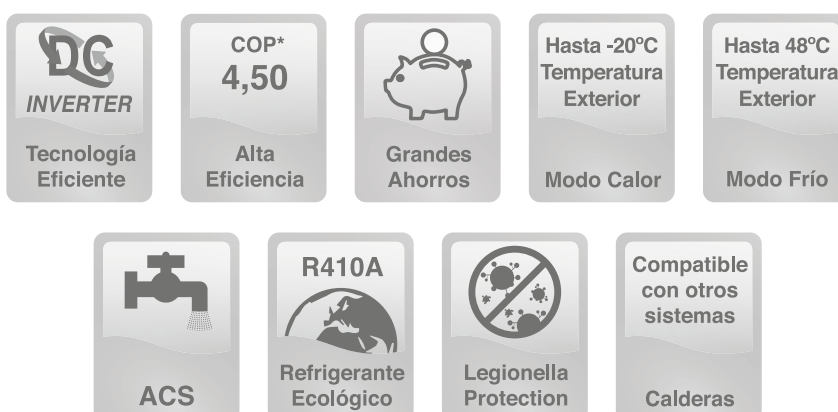 DC
INVERTER
Tecnología
Eficiente
COP*
4,50
Alta
Eficiencia
Grandes
Ahorros
Hasta -20ºC
Temperatura
Exterior
Modo Calor
Hasta 48ºC
Temperatura
Exterior
Modo Frío
ACS
R410A
Refrigerante
Ecológico
Legionella
Protection
Compatible
con otros
sistemas
Calderas